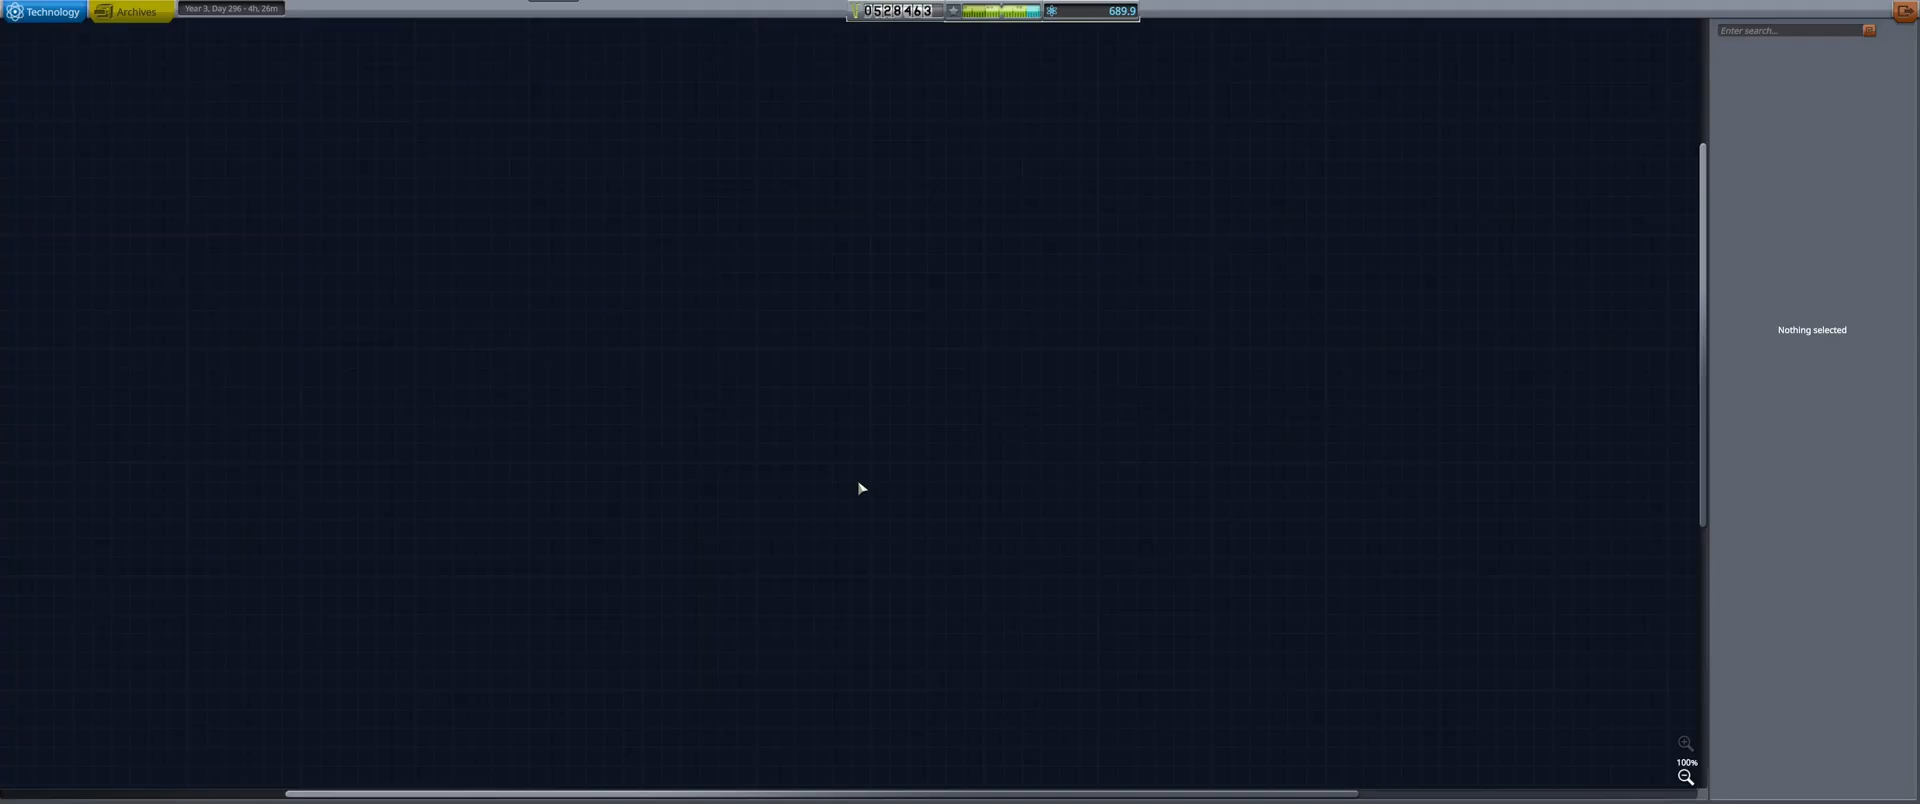 Technology
Archives
Year 3, Day 296 - 4h, 26m
0528463
689.9
Enter search...
Nothing selected
100%